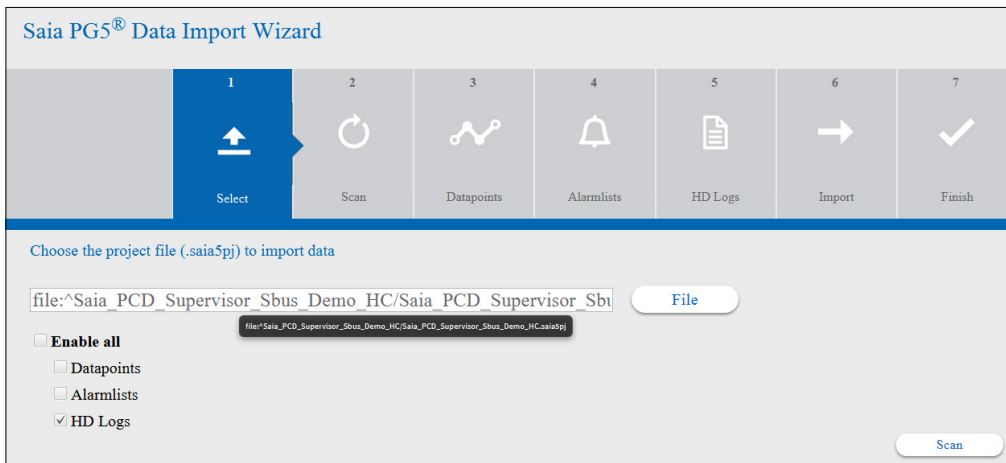 Saia PG5® Data Import Wizard
1 2 3 4 5 6 7
Select Scan Datapoints Alarmlists HD Logs Import Finish
Choose the project file (.saia5pj) to import data
file:^Saia_PCD_Supervisor_Sbus_Demo_HC/Saia_PCD_Supervisor_Sbu File
file:^Saia_PCD_Supervisor_Sbus_Demo_HC/Saia_PCD_Supervisor_Sbus_Demo_HC.saia5pj
Enable all
Datapoints
Alarmlists
HD Logs
Scan